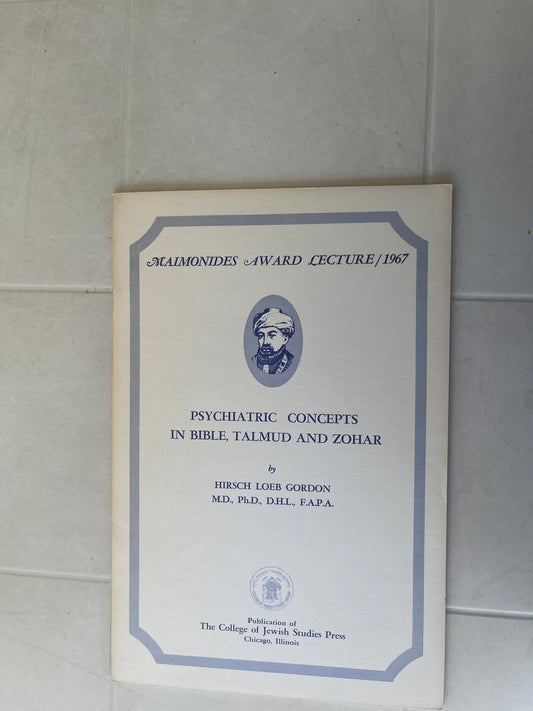 MAIMONIDES AWARD LECTURE / 1967
PSYCHIATRIC CONCEPTS
IN BIBLE, TALMUD AND ZOHAR
by
HIRSCH LOEB GORDON
M.D., Ph.D., D.H.L., F.A.P.A.
Publication of
The College of Jewish Studies Press
Chicago, Illinois